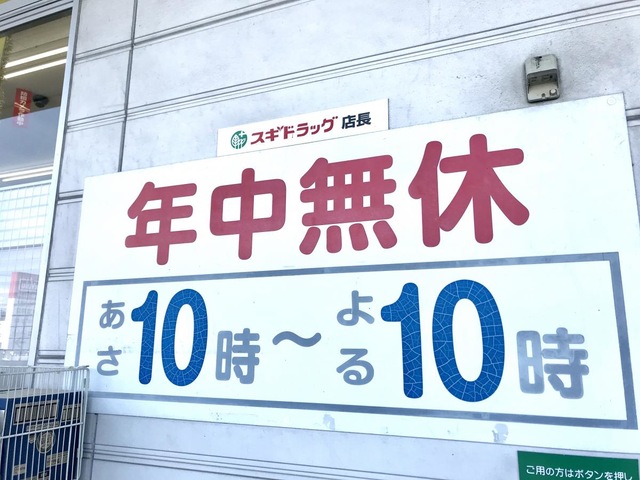 スギドラッグ 店長
年中無休
あさ10時～よる10時
ご用の方はボタンを押し